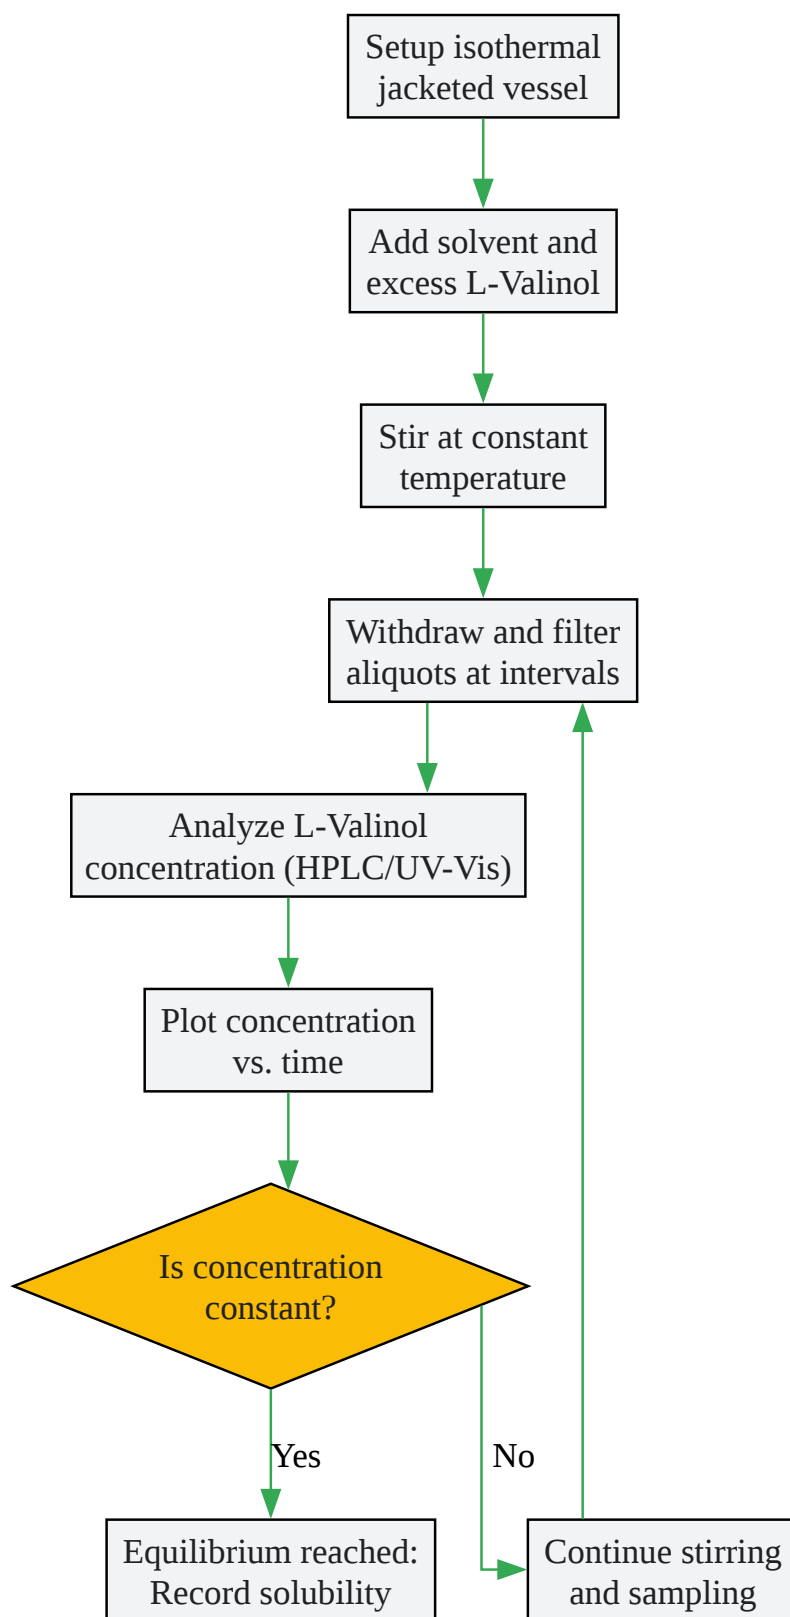 Setup isothermal
jacketed vessel
Add solvent and
excess L-Valinol
Stir at constant
temperature
Withdraw and filter
aliquots at intervals
Analyze L-Valinol
concentration (HPLC/UV-Vis)
Plot concentration
vs. time
Is concentration
constant?
Yes
No
Equilibrium reached:
Record solubility
Continue stirring
and sampling